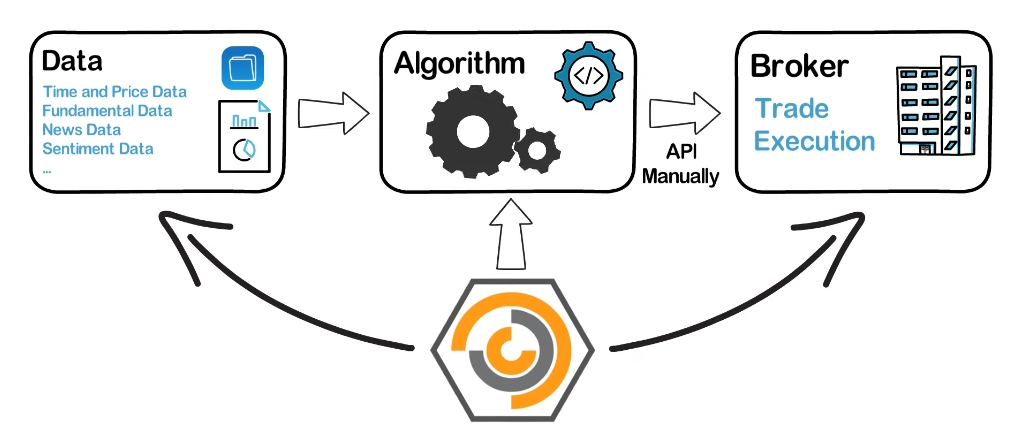 Data
Time and Price Data
Fundamental Data
News Data
Sentiment Data
...
Algorithm
</>
API
Manually
Broker
Trade
Execution